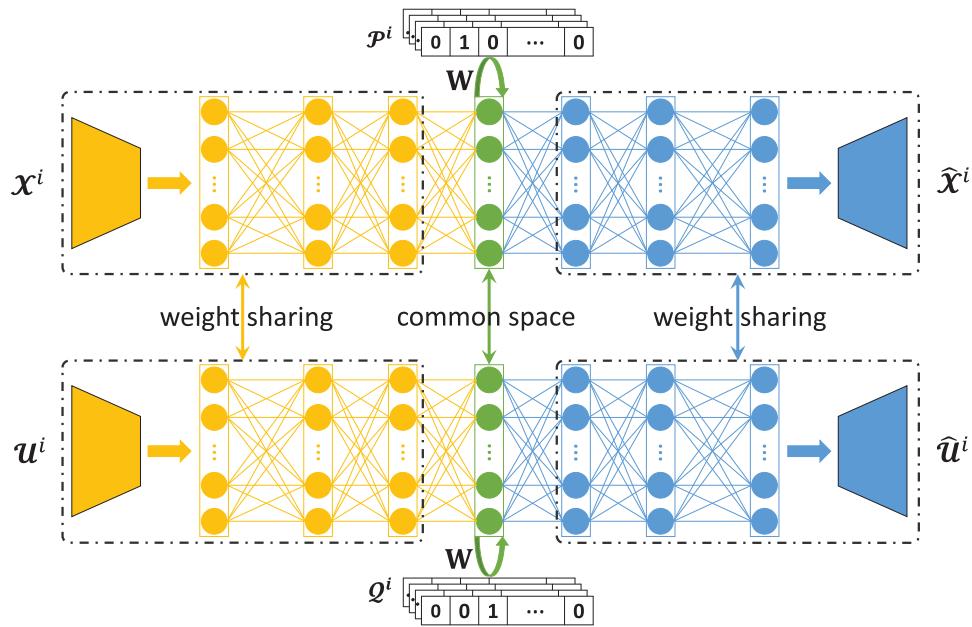 𝒫ⁱ 0 1 0 ... 0
W
𝒳ⁱ
𝒳̂ⁱ
weight sharing common space weight sharing
𝒰ⁱ
𝒰̂ⁱ
W
𝒬ⁱ 0 0 1 ... 0